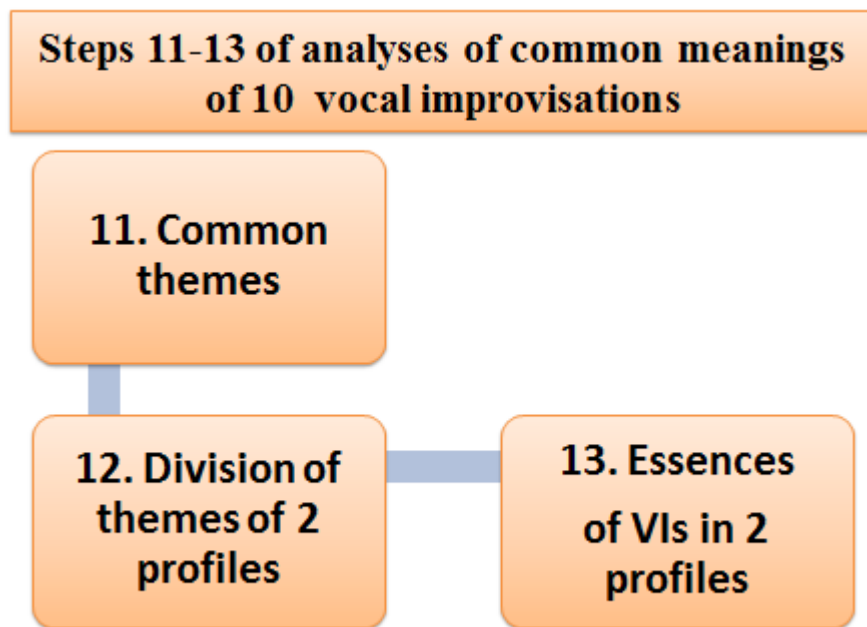 Steps 11-13 of analyses of common meanings
of 10 vocal improvisations
11. Common
themes
12. Division of
themes of 2
profiles
13. Essences
of VIs in 2
profiles